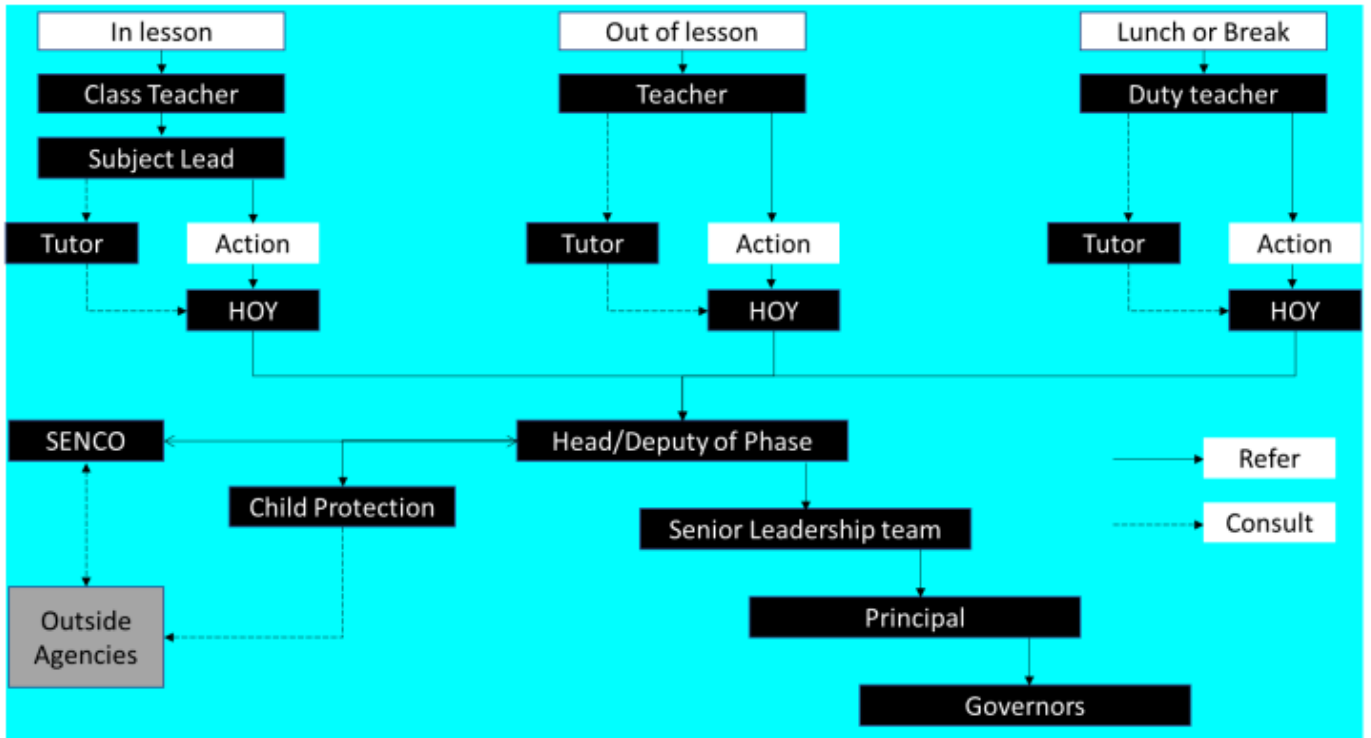 In lesson
Out of lesson
Lunch or Break
Class Teacher
Teacher
Duty teacher
Subject Lead
Tutor
Action
Tutor
Action
Tutor
Action
HOY
HOY
HOY
SENCO
Head/Deputy of Phase
Refer
Child Protection
Senior Leadership team
Consult
Outside
Agencies
Principal
Governors